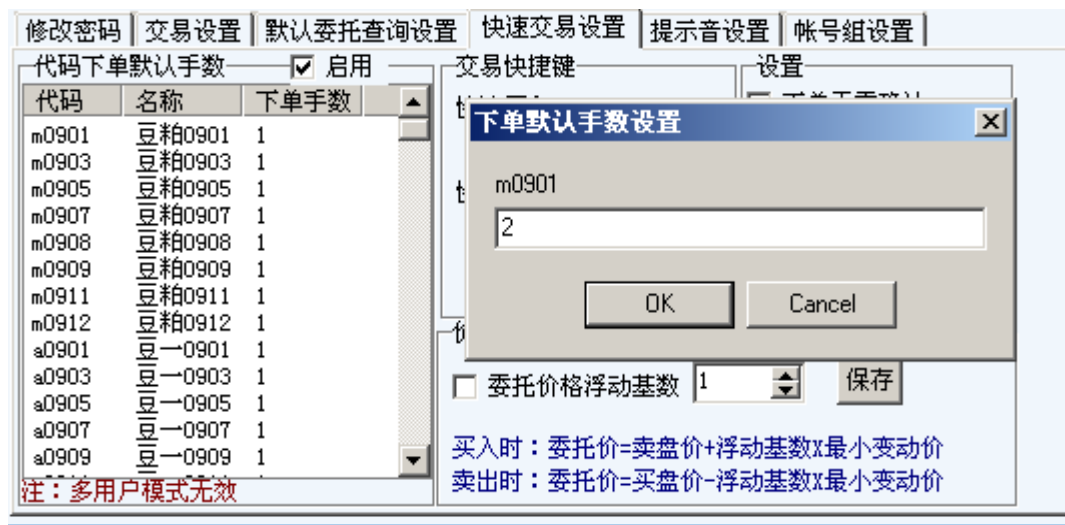 修改密码 交易设置 默认委托查询设置 快速交易设置 提示音设置 帐号组设置
代码下单默认手数 启用
代码 名称 下单手数
m0901 豆粕0901 1
m0903 豆粕0903 1
m0905 豆粕0905 1
m0907 豆粕0907 1
m0908 豆粕0908 1
m0909 豆粕0909 1
m0911 豆粕0911 1
m0912 豆粕0912 1
a0901 豆一0901 1
a0903 豆一0903 1
a0905 豆一0905 1
a0907 豆一0907 1
a0909 豆一0909 1
注：多用户模式无效
交易快捷键
设置
下单默认手数设置
m0901
2
OK Cancel
委托价格浮动基数 1 保存
买入时：委托价=卖盘价+浮动基数X最小变动价
卖出时：委托价=买盘价-浮动基数X最小变动价